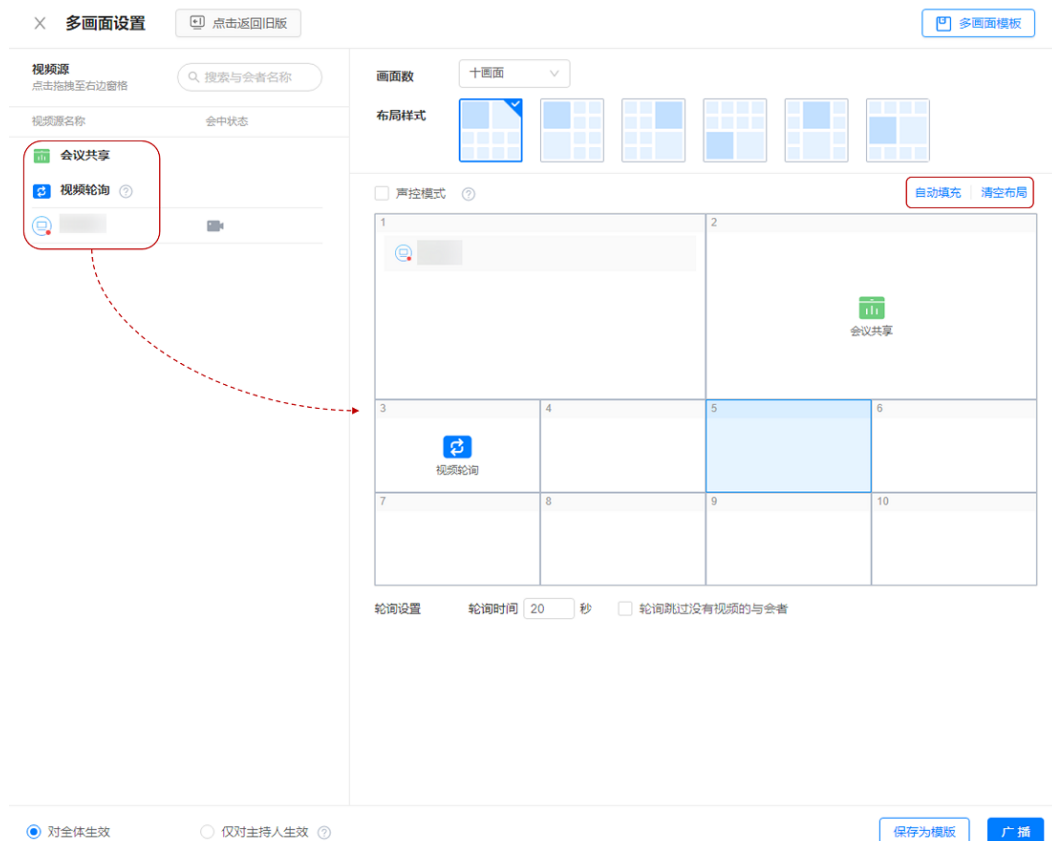 多画面设置
点击返回旧版
多画面模板
视频源
点击拖拽至右边窗格
搜索与会者名称
视频源名称
会中状态
会议共享
视频轮询
画面数
十画面
布局样式
声控模式
自动填充
清空布局
1
2
会议共享
3
视频轮询
4
5
6
7
8
9
10
轮询设置
轮询时间
20
秒
轮询跳过没有视频的与会者
对全体生效
仅对主持人生效
保存为模版
广播